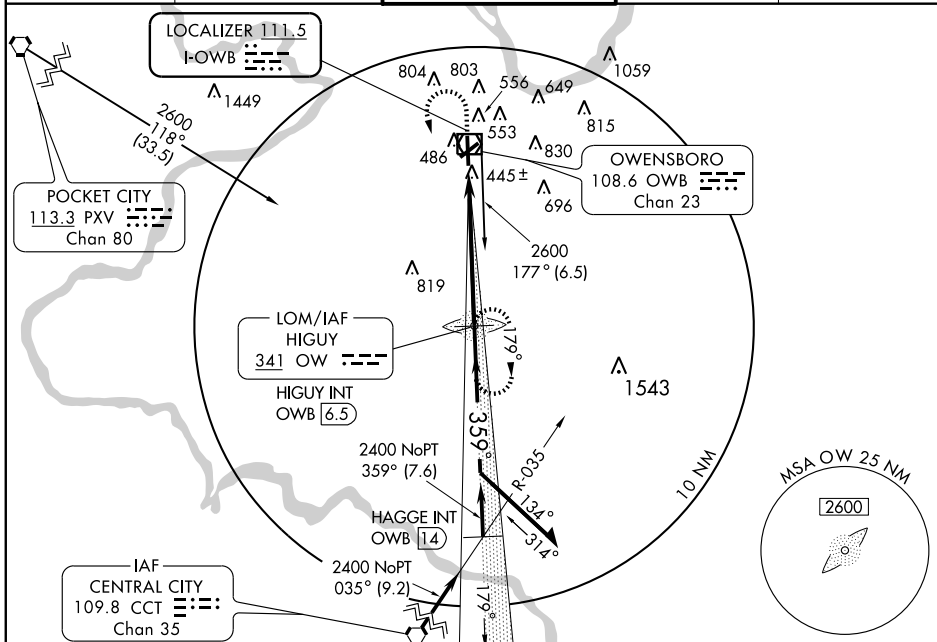 LOCALIZER 111.5
I-OWB
804
803
556
649
1059
1449
553
815
2600
118°
(33.5)
486
830
445±
OWENSBORO
108.6 OWB
Chan 23
696
POCKET CITY
113.3 PXV
Chan 80
2600
177° (6.5)
819
LOM/IAF
HIGUY
341 OW
179°
1543
HIGUY INT
OWB 6.5
359°
2400 NoPT
359° (7.6)
R-035
134°
314°
10 NM
MSA OW 25 NM
2600
HAGGE INT
OWB 14
2400 NoPT
035° (9.2)
179°
IAF
CENTRAL CITY
109.8 CCT
Chan 35